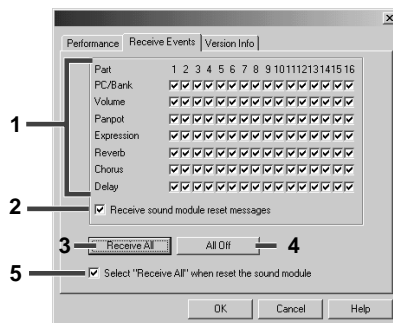 Performance Receive Events Version Info
Part 1 2 3 4 5 6 7 8 9 10 11 12 13 14 15 16
PC/Bank
Volume
1 Panpot
Expression
Reverb
Chorus
Delay
2 Receive sound module reset messages
3 Receive All All Off 4
5 Select "Receive All" when reset the sound module
OK Cancel Help